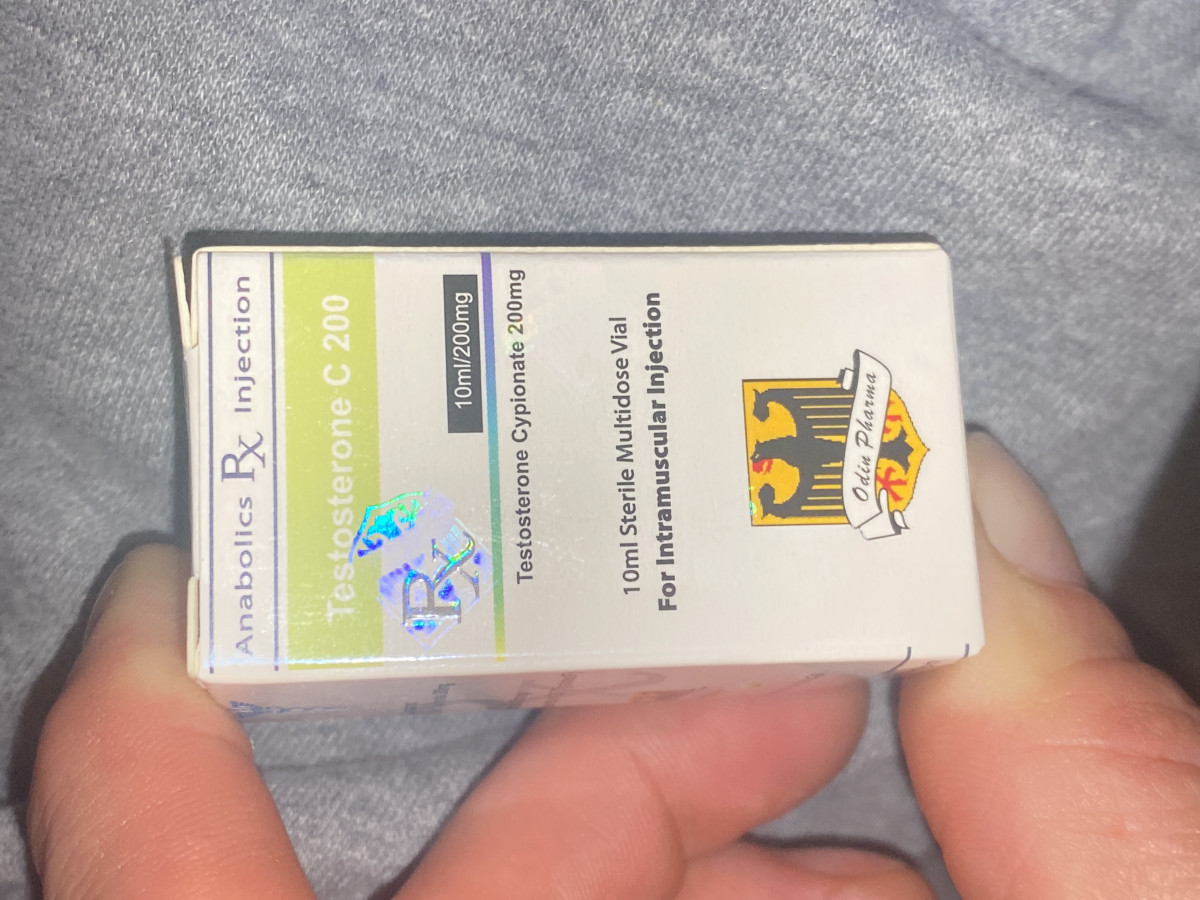 Anabolics Rx Injection
Testosterone C 200
10ml/200mg
Rx
Testosterone Cypionate 200mg
10ml Sterile Multidose Vial
For Intramuscular Injection
Odin Pharma